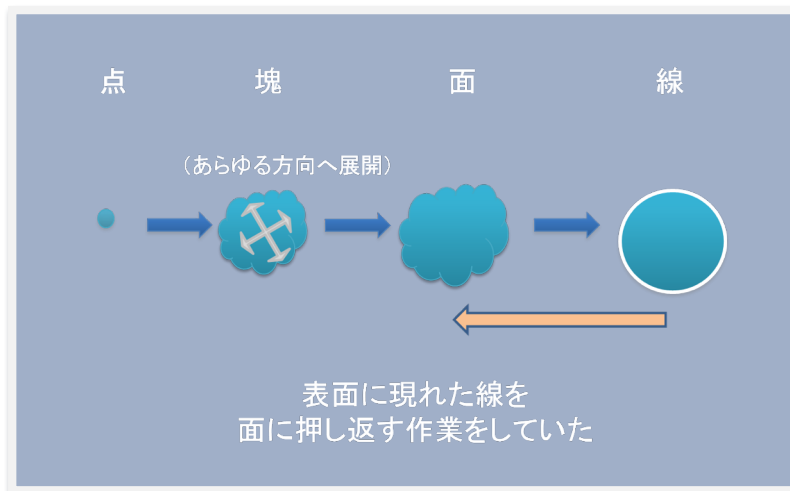 点 塊 面 線
（あらゆる方向へ展開）
表面に現れた線を
面に押し返す作業をしていた